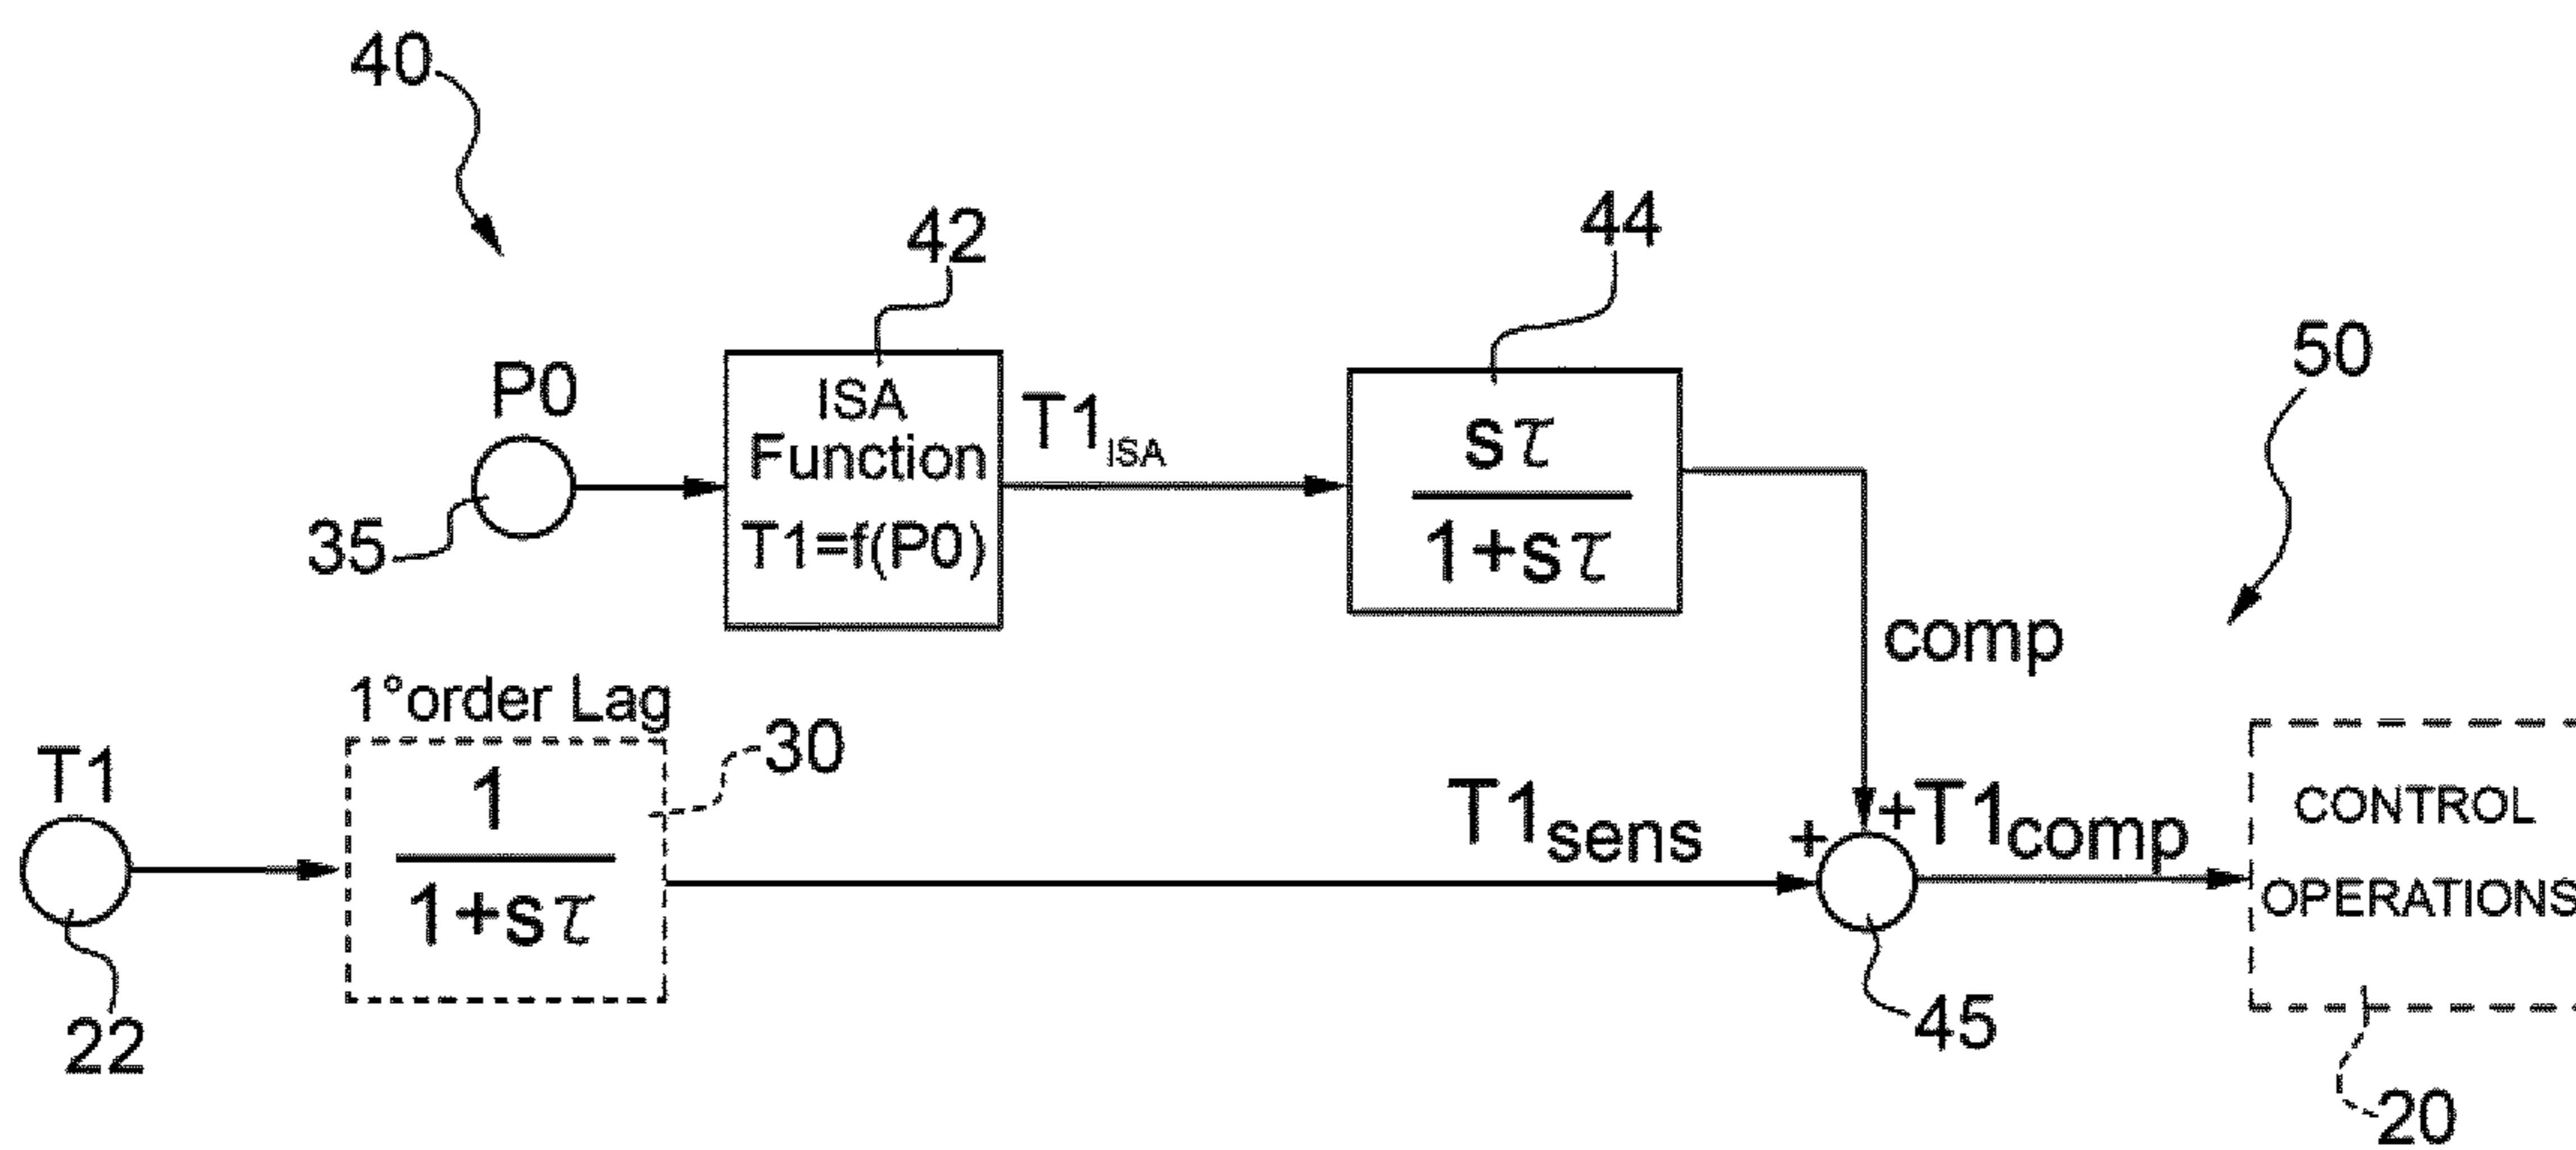 40
42
44
50
P0
35
ISA
Function
T1=f(P0)
T1ISA
sτ
1+sτ
comp
1°order Lag
30
T1
22
1
1+sτ
T1sens
+
+
T1comp
45
CONTROL
OPERATIONS
20